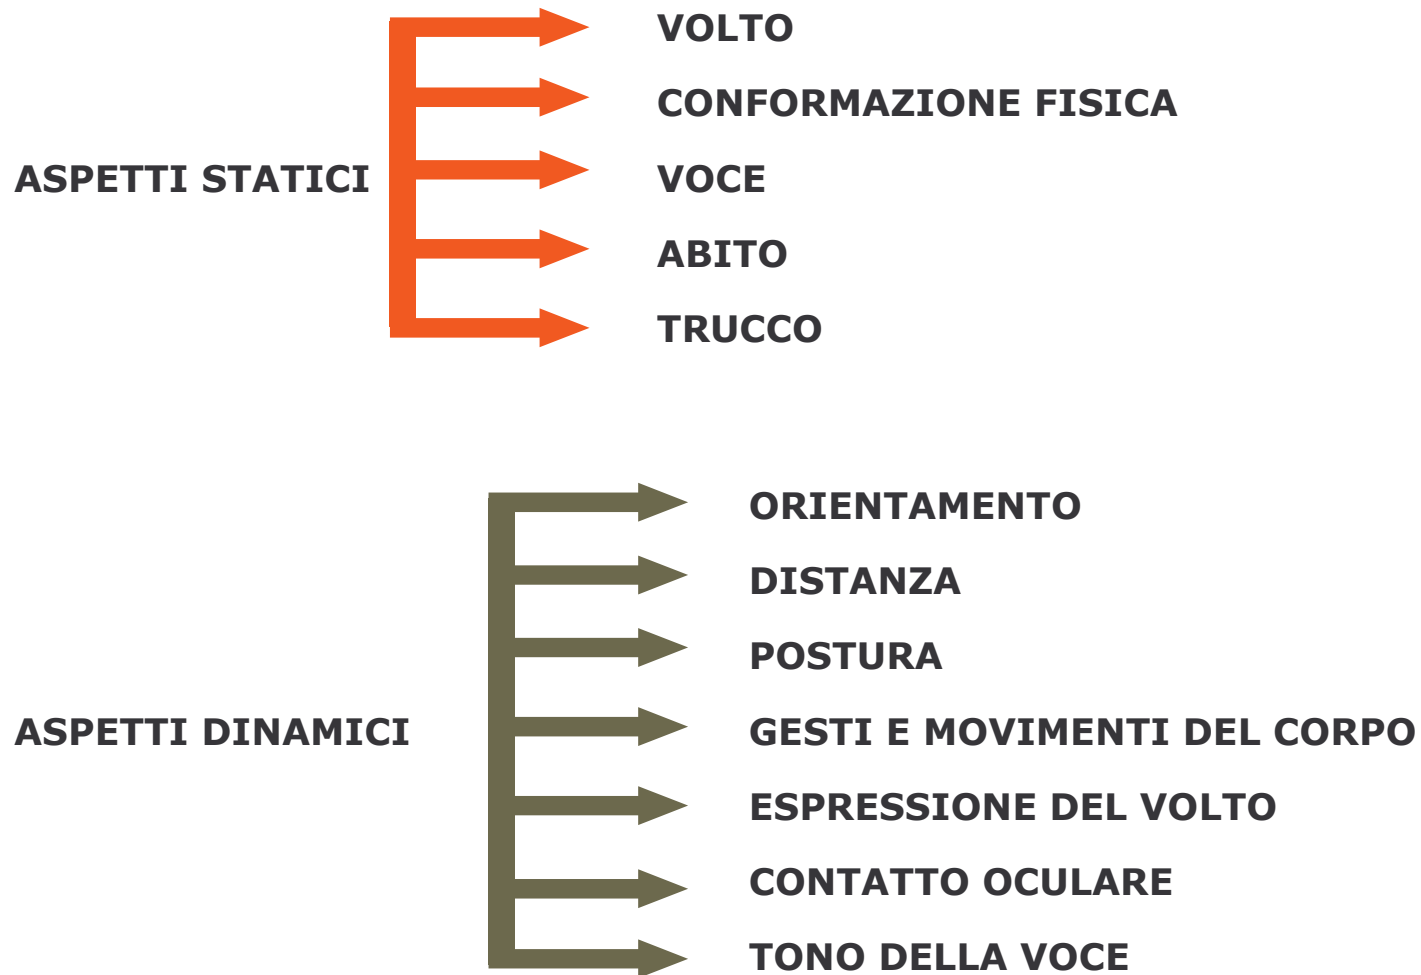 VOLTO
CONFORMAZIONE FISICA
ASPETTI STATICI
VOCE
ABITO
TRUCCO
ORIENTAMENTO
DISTANZA
POSTURA
ASPETTI DINAMICI
GESTI E MOVIMENTI DEL CORPO
ESPRESSIONE DEL VOLTO
CONTATTO OCULARE
TONO DELLA VOCE